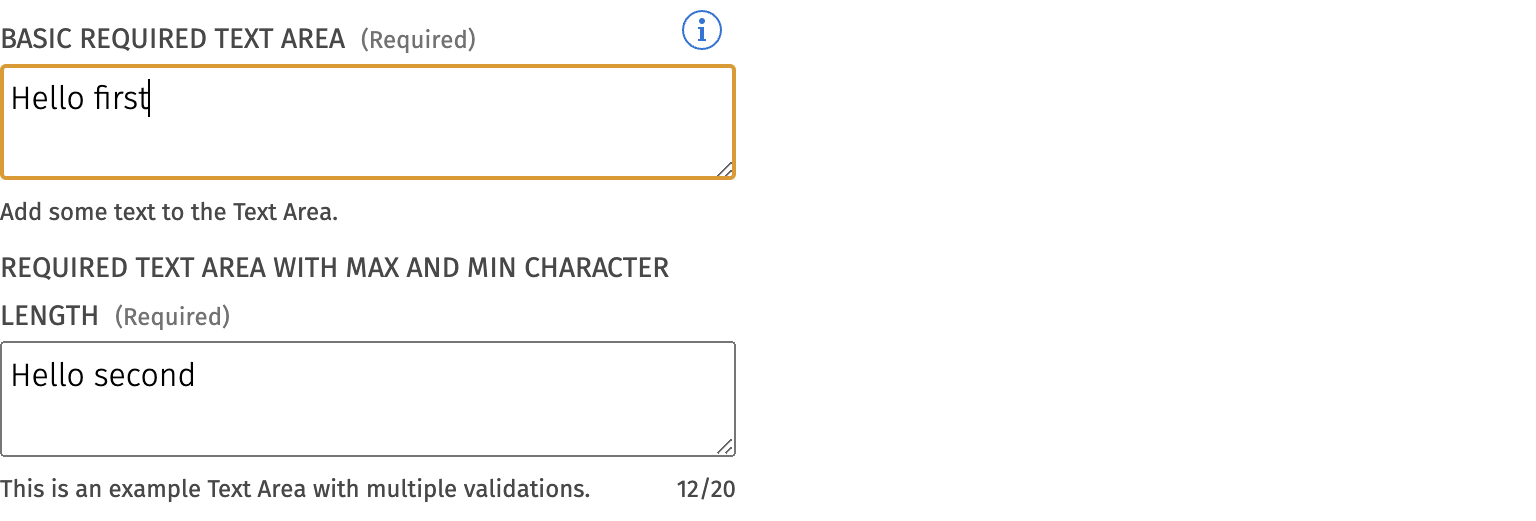 BASIC REQUIRED TEXT AREA (Required)
Hello first
Add some text to the Text Area.
REQUIRED TEXT AREA WITH MAX AND MIN CHARACTER
LENGTH (Required)
Hello second
This is an example Text Area with multiple validations. 12/20